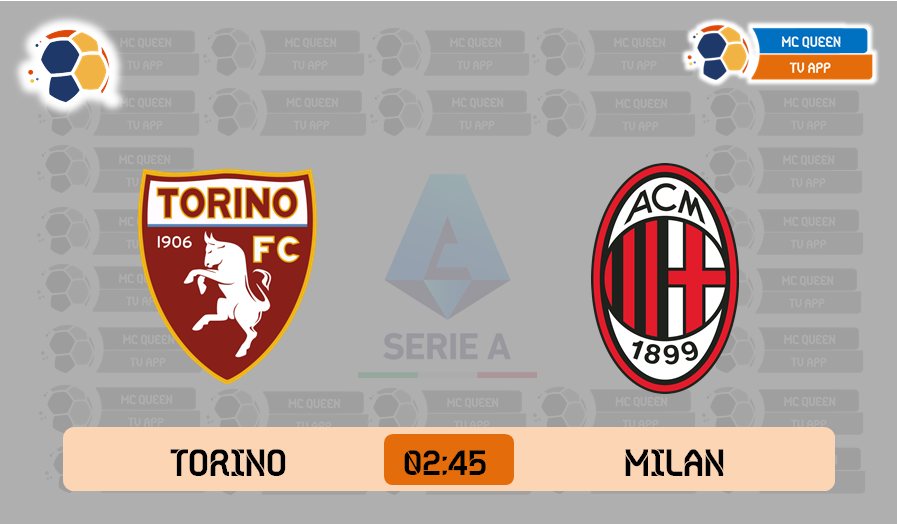 MC QUEEN
TV APP
TORINO
1906
FC
ACM
1899
SERIE A
TORINO
02:45
MILAN